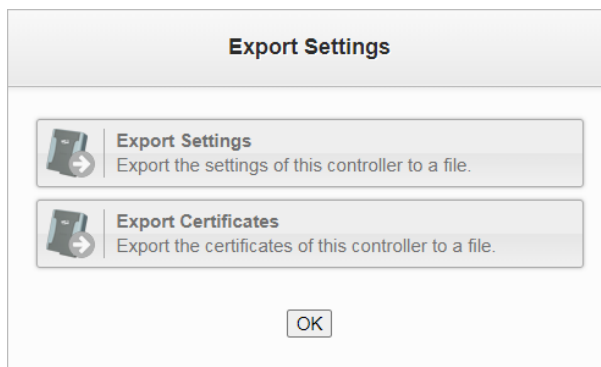 Export Settings
Export Settings
Export the settings of this controller to a file.
Export Certificates
Export the certificates of this controller to a file.
OK